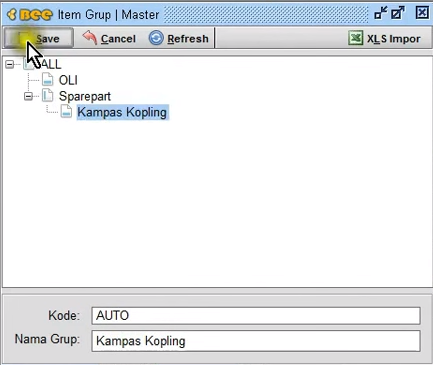 BEE Item Grup | Master
Save Cancel Refresh XLS Impor
ALL
OLI
Sparepart
Kampas Kopling
Kode: AUTO
Nama Grup: Kampas Kopling